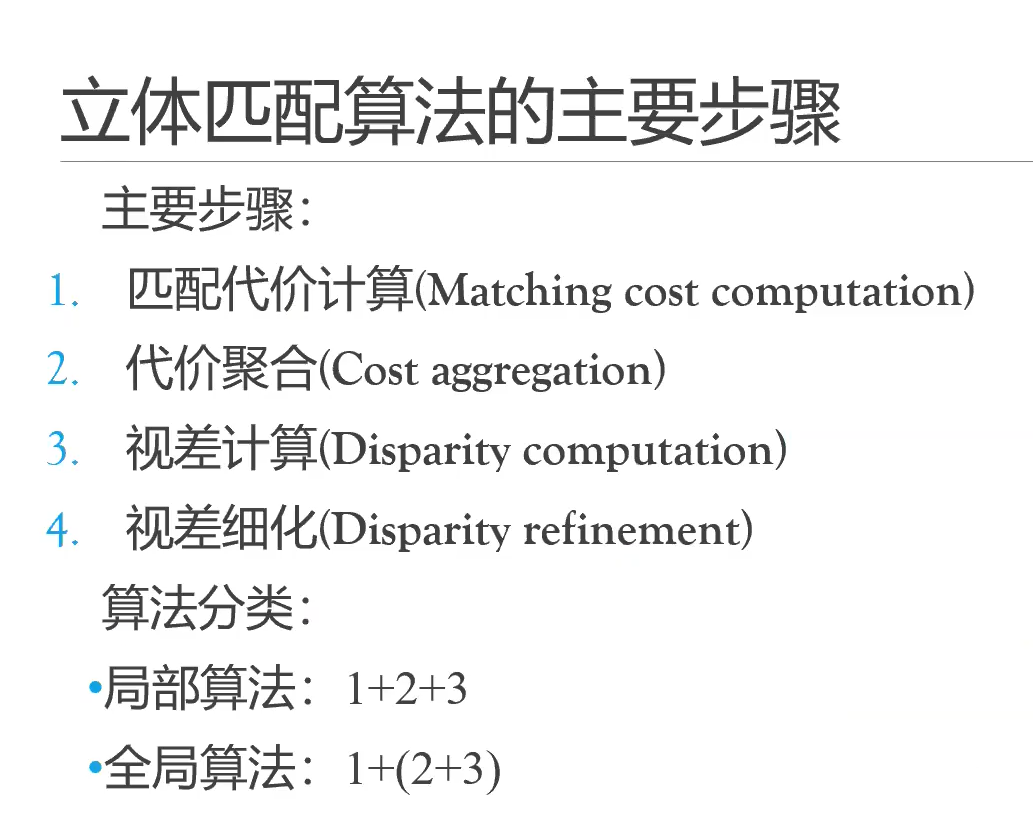 立体匹配算法的主要步骤
主要步骤：
1. 匹配代价计算(Matching cost computation)
2. 代价聚合(Cost aggregation)
3. 视差计算(Disparity computation)
4. 视差细化(Disparity refinement)
算法分类：
•局部算法：1+2+3
•全局算法：1+(2+3)